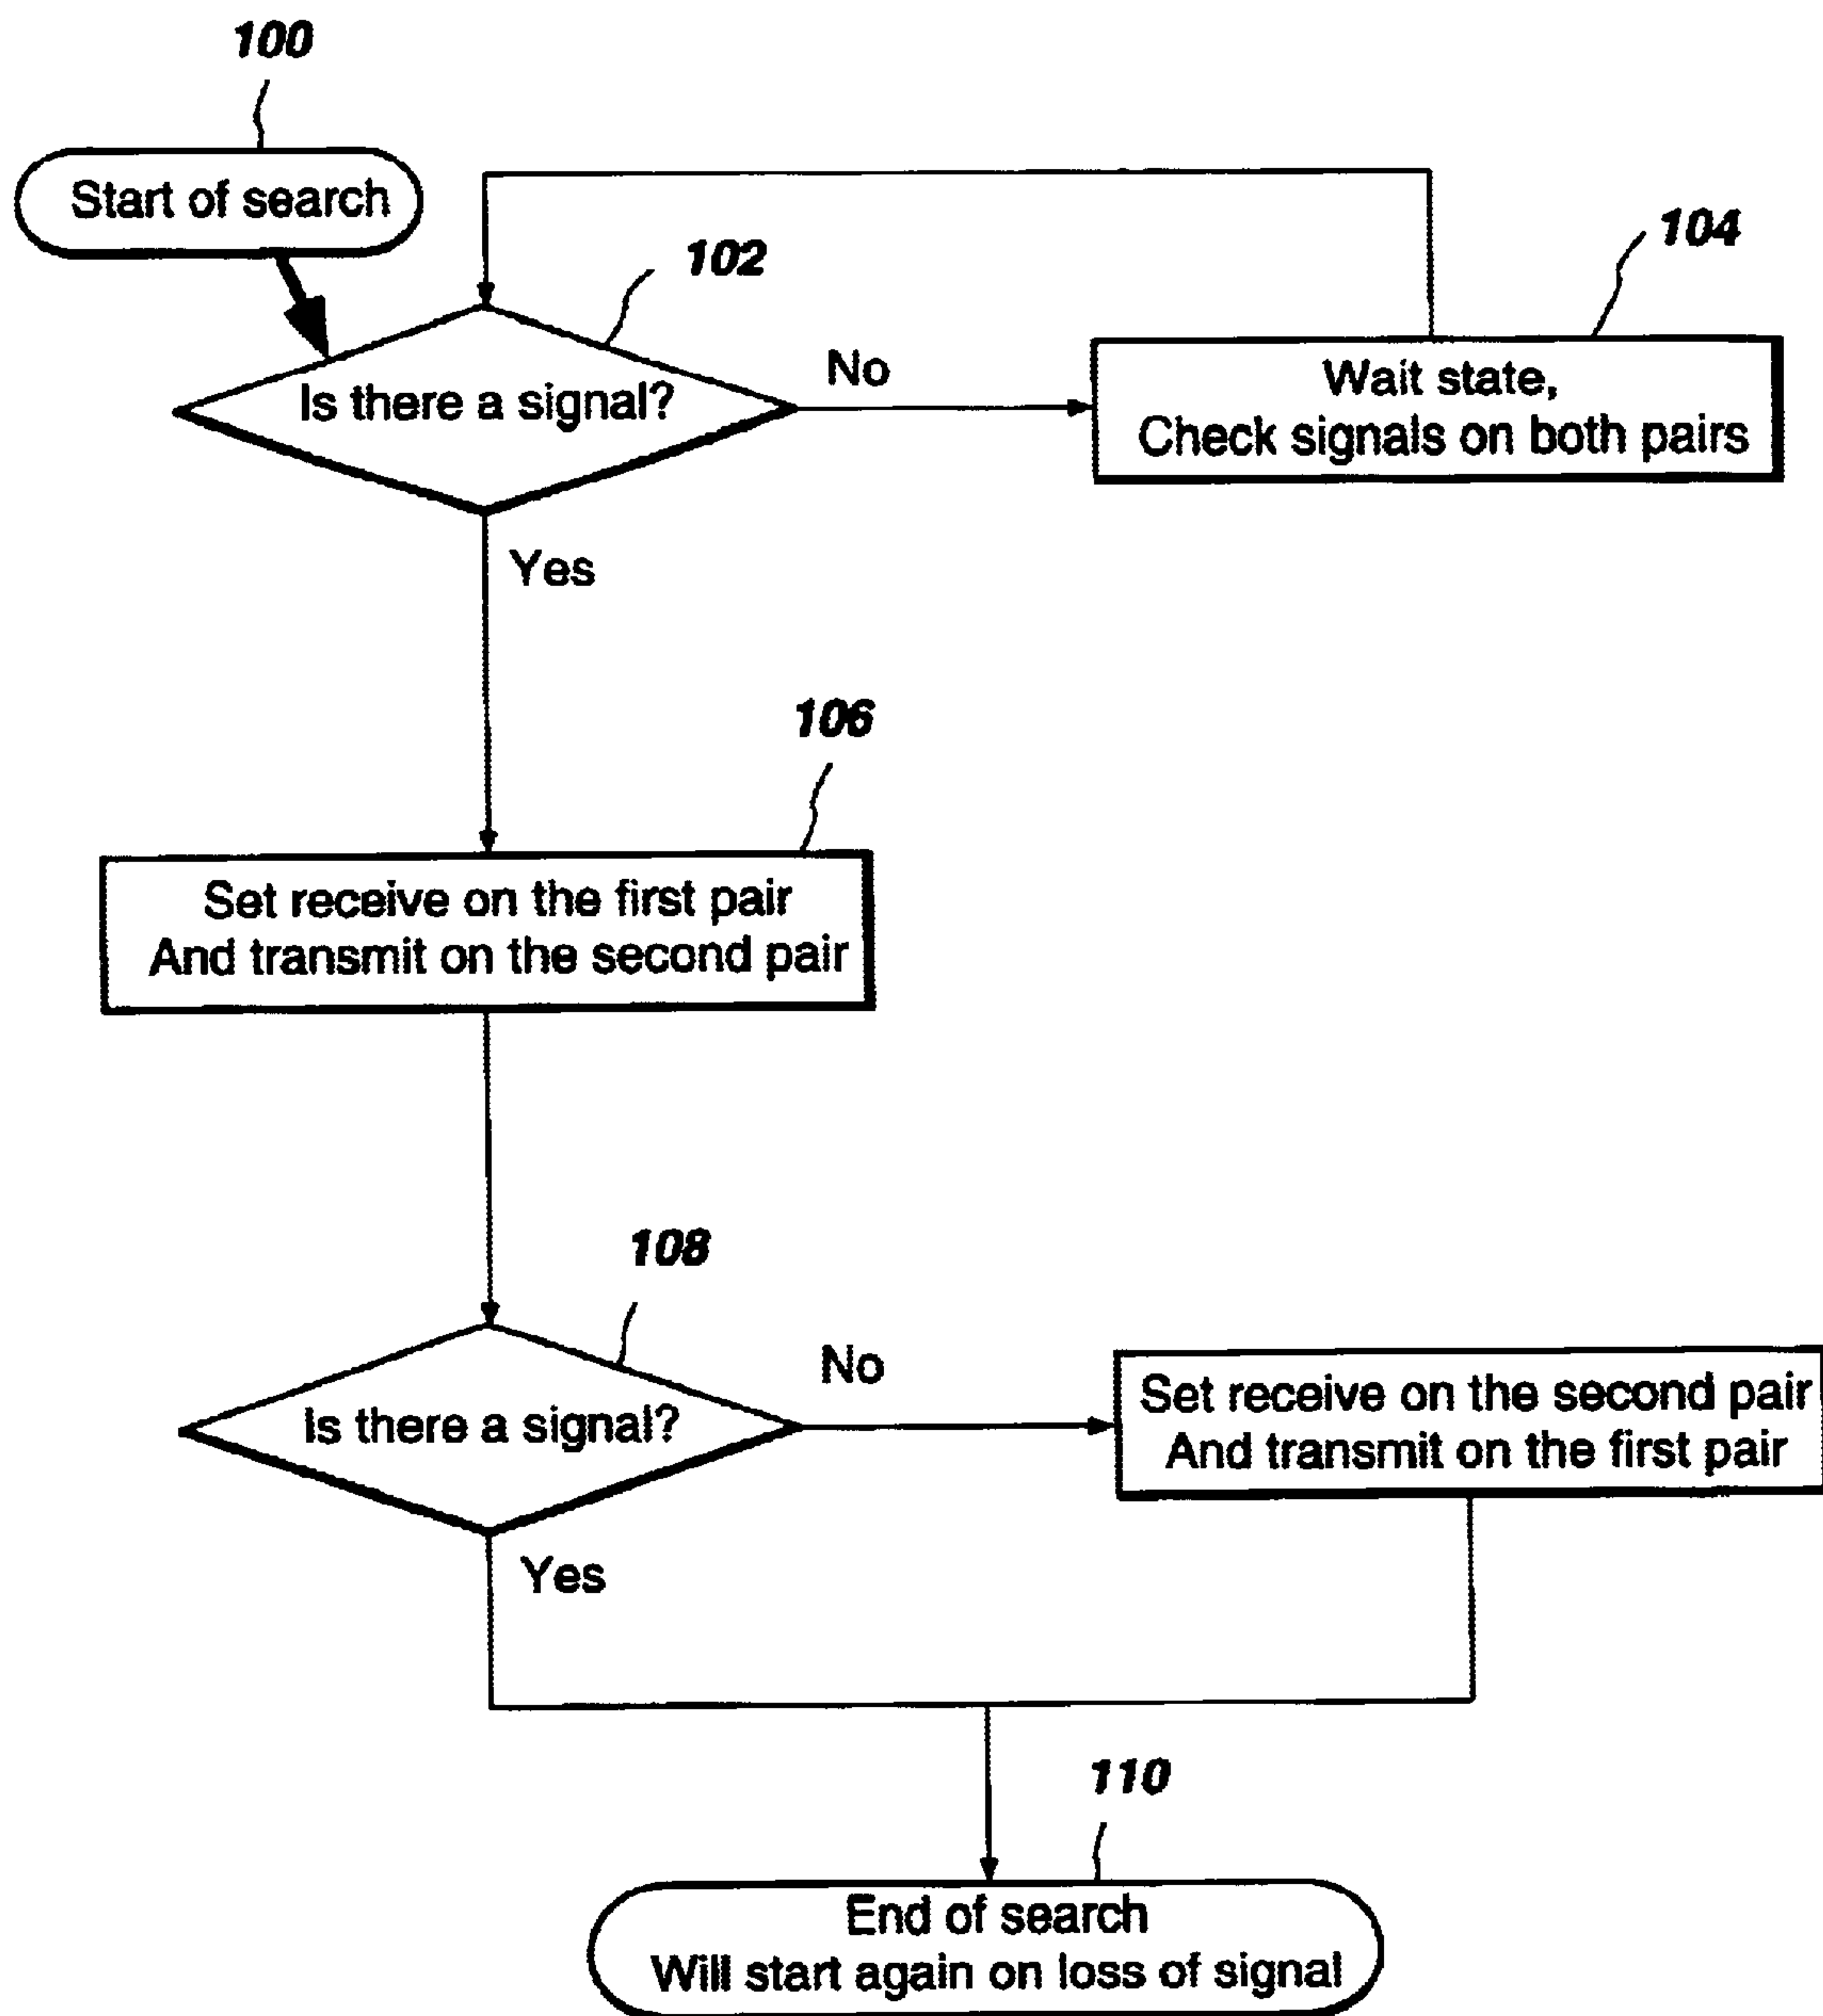 100
Start of search
102
104
Is there a signal?
No
Wait state,
Check signals on both pairs
Yes
106
Set receive on the first pair
And transmit on the second pair
108
Is there a signal?
No
Set receive on the second pair
And transmit on the first pair
Yes
110
End of search
Will start again on loss of signal